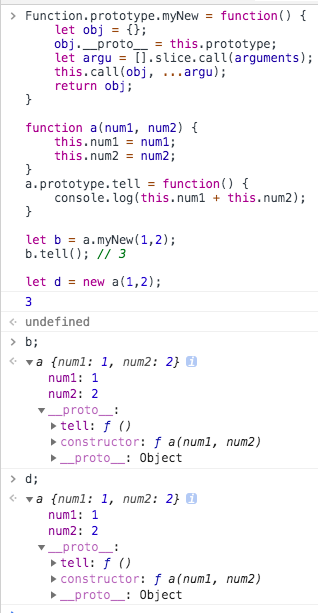 > Function.prototype.myNew = function() {
let obj = {};
obj.__proto__ = this.prototype;
let argu = [].slice.call(arguments);
this.call(obj, ...argu);
return obj;
}
function a(num1, num2) {
this.num1 = num1;
this.num2 = num2;
}
a.prototype.tell = function() {
console.log(this.num1 + this.num2);
}
let b = a.myNew(1,2);
b.tell(); // 3
let d = new a(1,2);
3
undefined
> b;
▼a {num1: 1, num2: 2} i
num1: 1
num2: 2
▼__proto__:
▶tell: ƒ ()
▶constructor: ƒ a(num1, num2)
▶__proto__: Object
> d;
▼a {num1: 1, num2: 2} i
num1: 1
num2: 2
▼__proto__:
▶tell: ƒ ()
▶constructor: ƒ a(num1, num2)
▶__proto__: Object